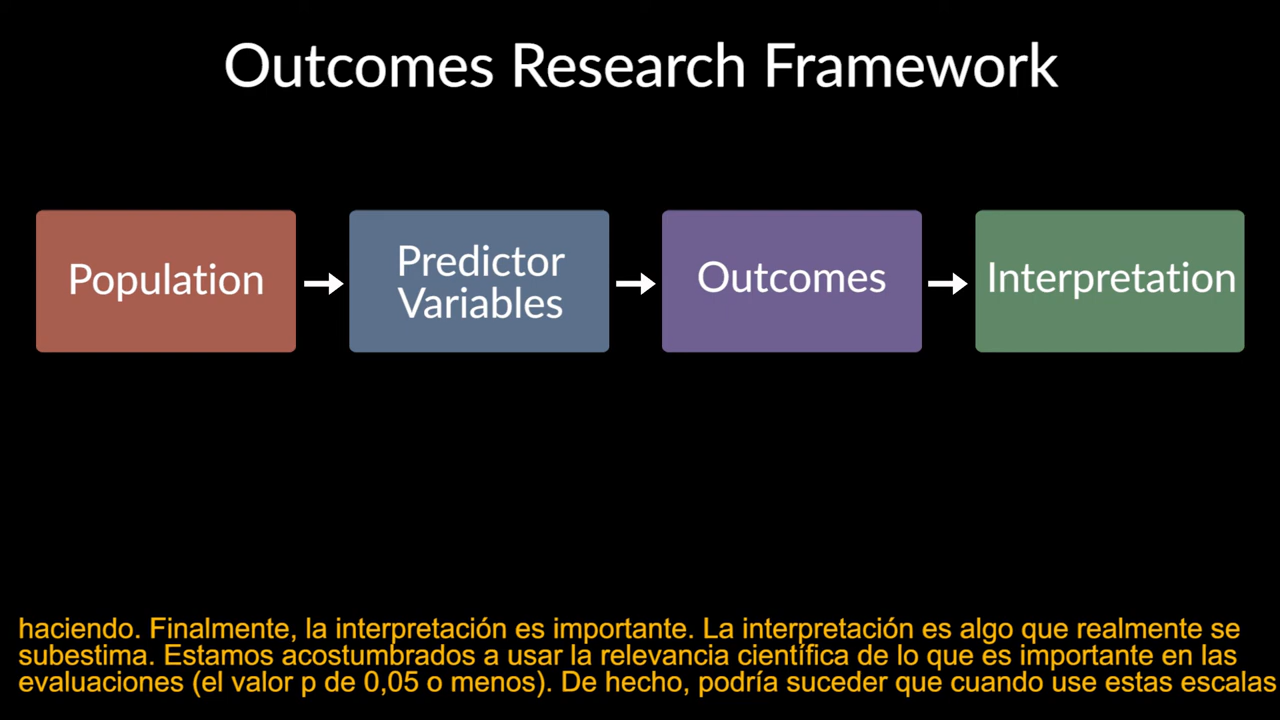 Outcomes Research Framework
Population
Predictor
Variables
Outcomes
Interpretation
haciendo. Finalmente, la interpretación es importante. La interpretación es algo que realmente se
subestima. Estamos acostumbrados a usar la relevancia científica de lo que es importante en las
evaluaciones (el valor p de 0,05 o menos). De hecho, podría suceder que cuando use estas escalas